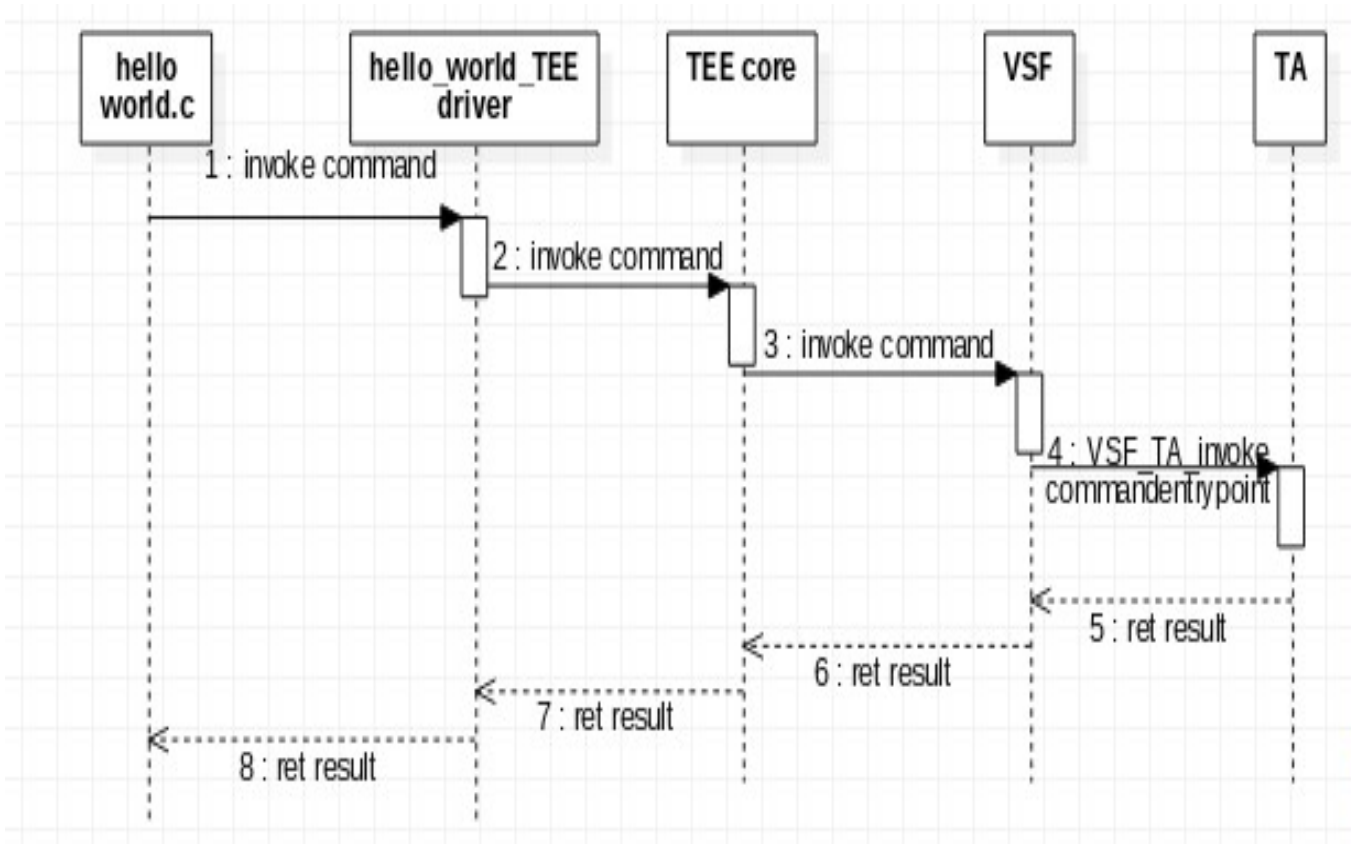 hello
world.c
hello_world_TEE
driver
TEE core
VSF
TA
1 : invoke command
2 : invoke command
3 : invoke command
4 : VSF_TA_invoke
commandentrypoint
5 : ret result
6 : ret result
7 : ret result
8 : ret result